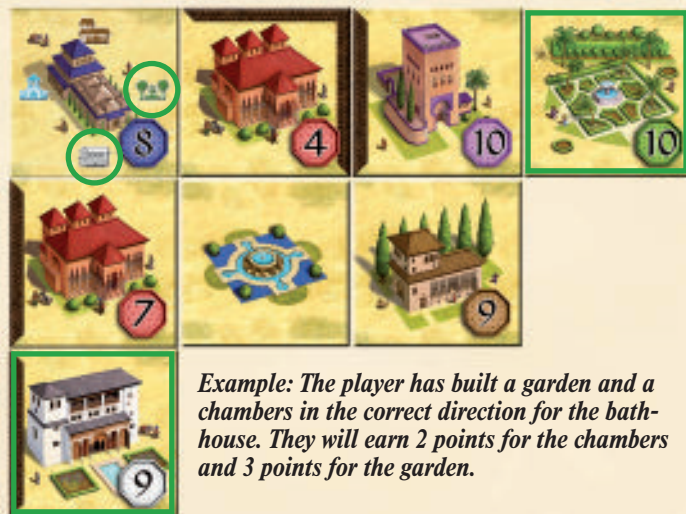 8
4
10
10
7
9
9
Example: The player has built a garden and a
chambers in the correct direction for the bath-
house. They will earn 2 points for the chambers
and 3 points for the garden.